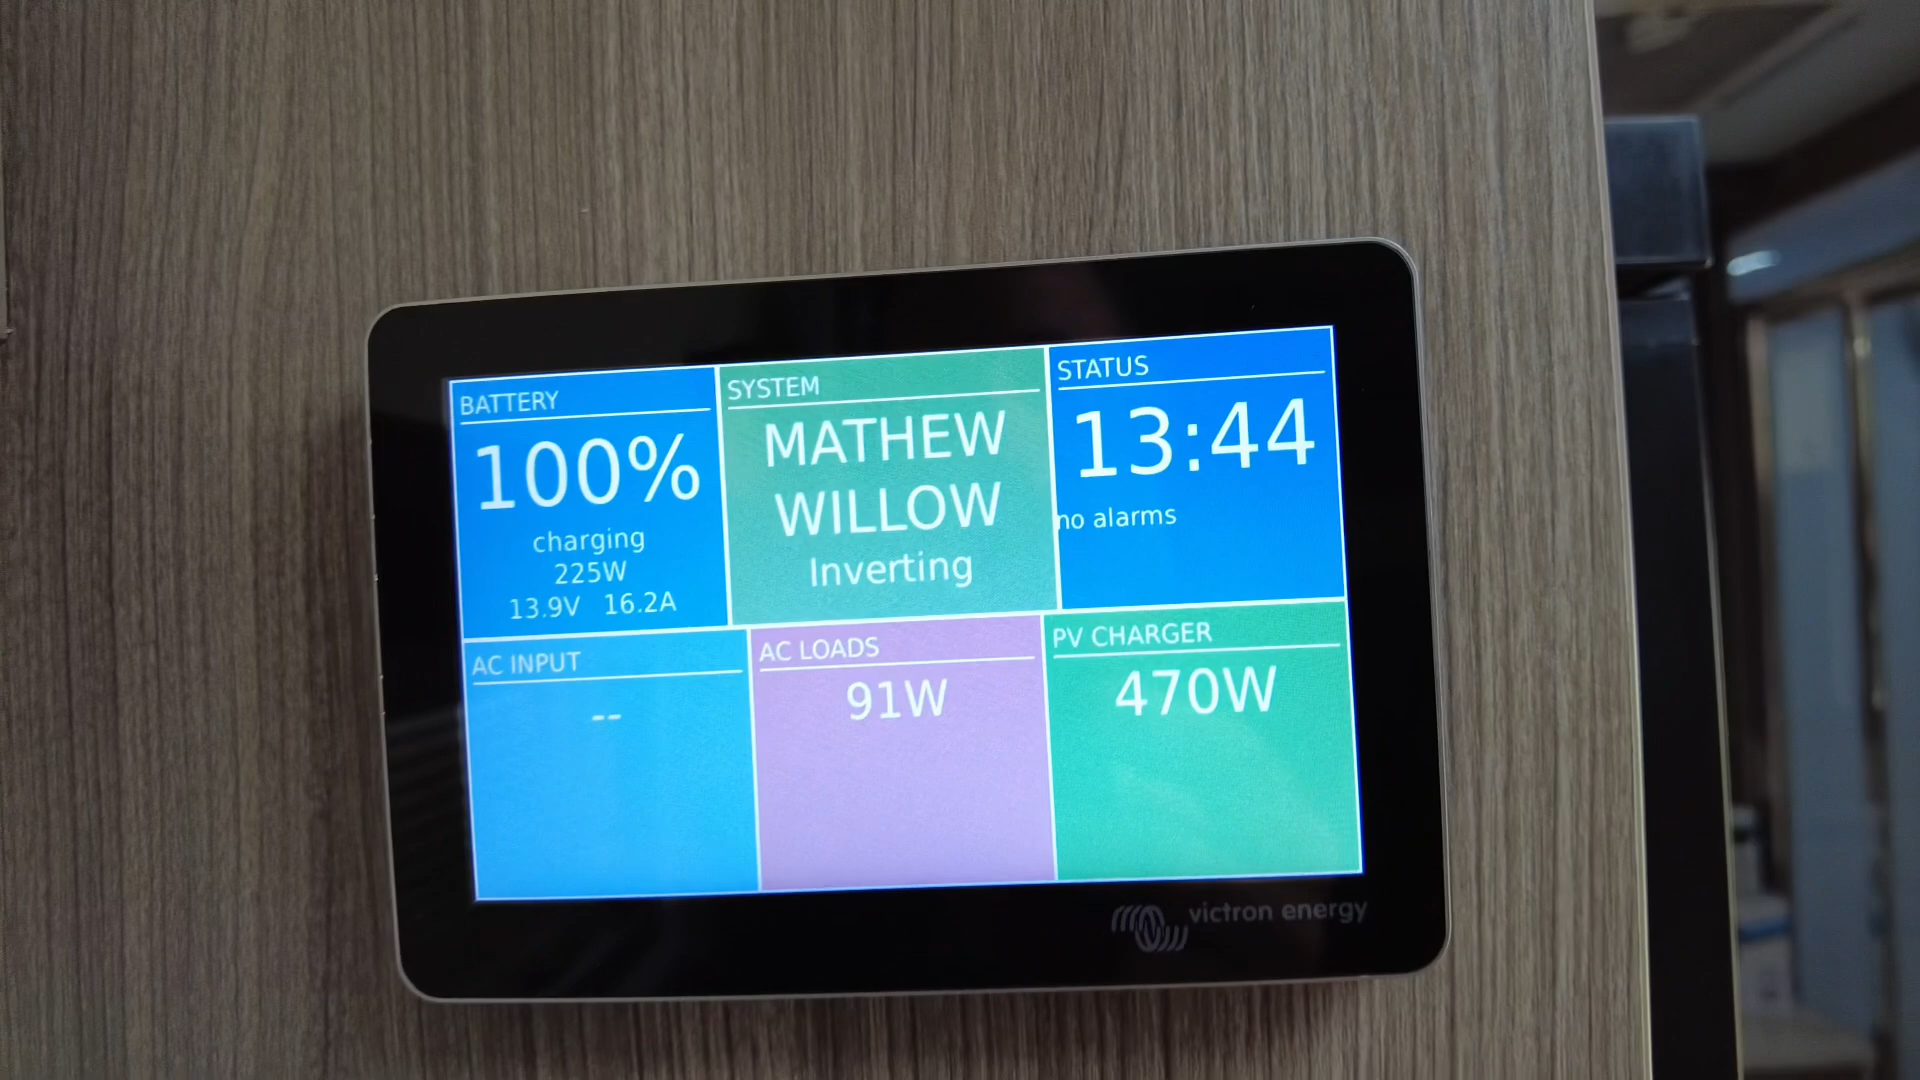 BATTERY
100%
charging
225W
13.9V 16.2A
SYSTEM
MATHEW
WILLOW
Inverting
STATUS
13:44
no alarms
AC INPUT
--
AC LOADS
91W
PV CHARGER
470W
victron energy